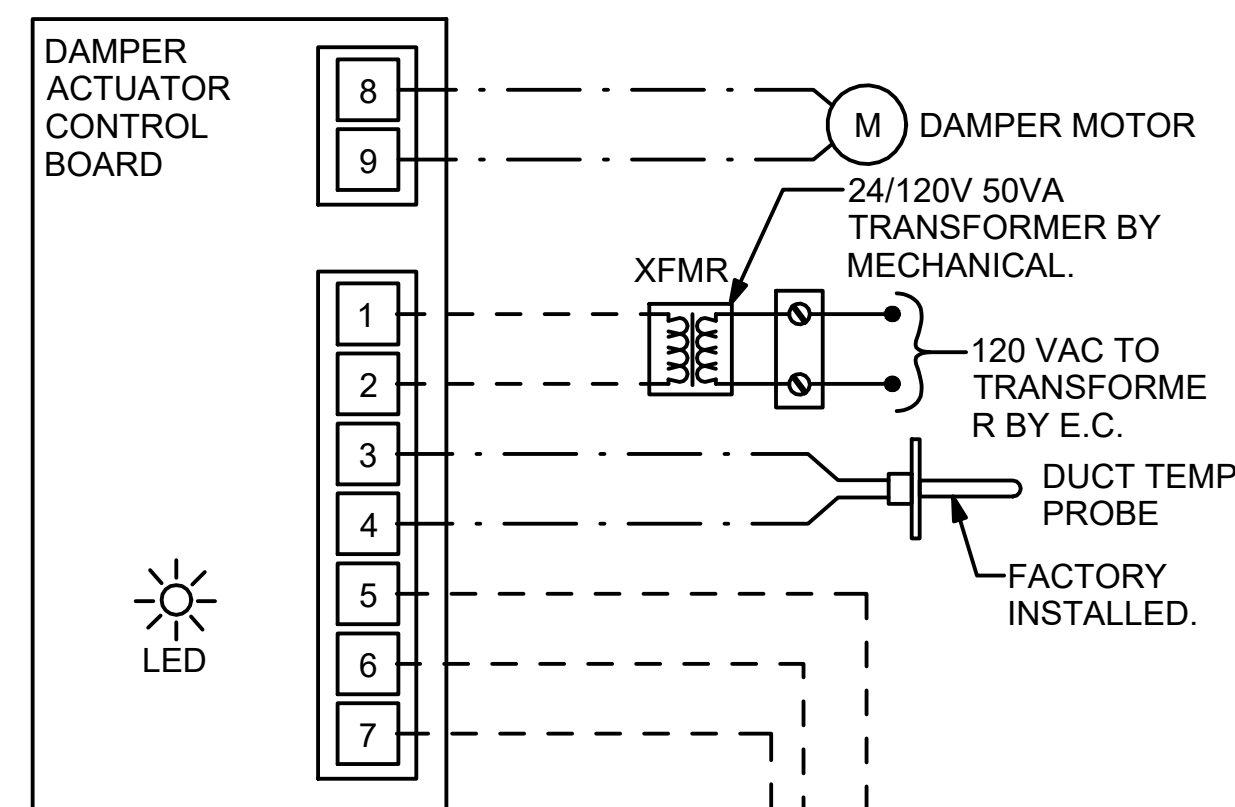 DAMPER
ACTUATOR
CONTROL
BOARD
8
9
M
DAMPER MOTOR
24/120V 50VA
TRANSFORMER BY
MECHANICAL.
XFMR
1
2
120 VAC TO
TRANSFORME
R BY E.C.
3
4
DUCT TEMP
PROBE
FACTORY
INSTALLED.
5
6
7
LED